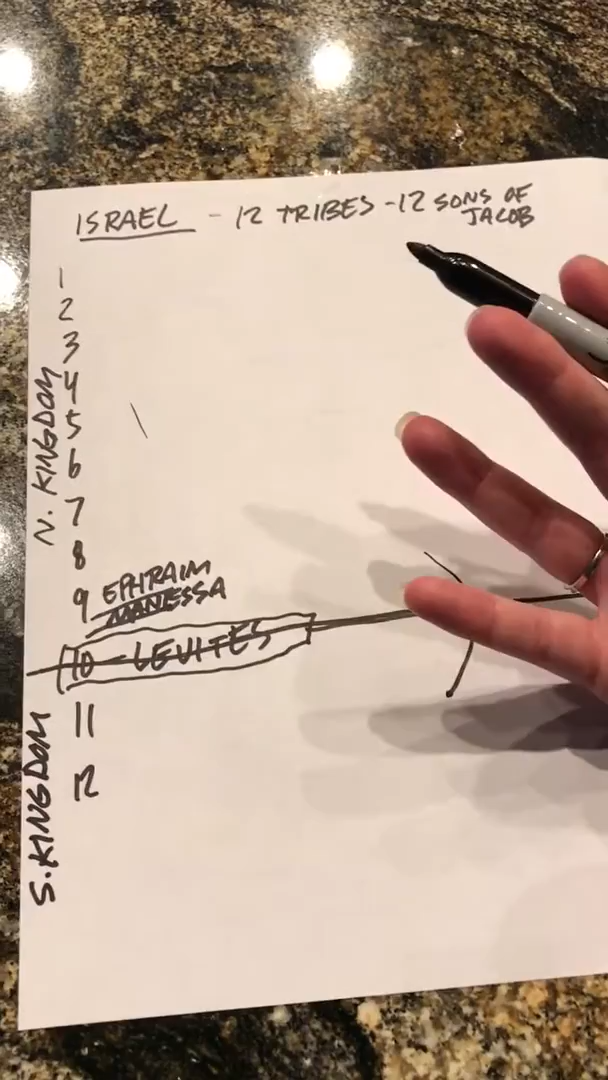 ISRAEL - 12 TRIBES - 12 SONS OF
JACOB
1
2
3
4
5
6
7
8
EPHRAIM
9 MANESSA
10 LEVITES
11
12
N. KINGDOM
S. KINGDOM